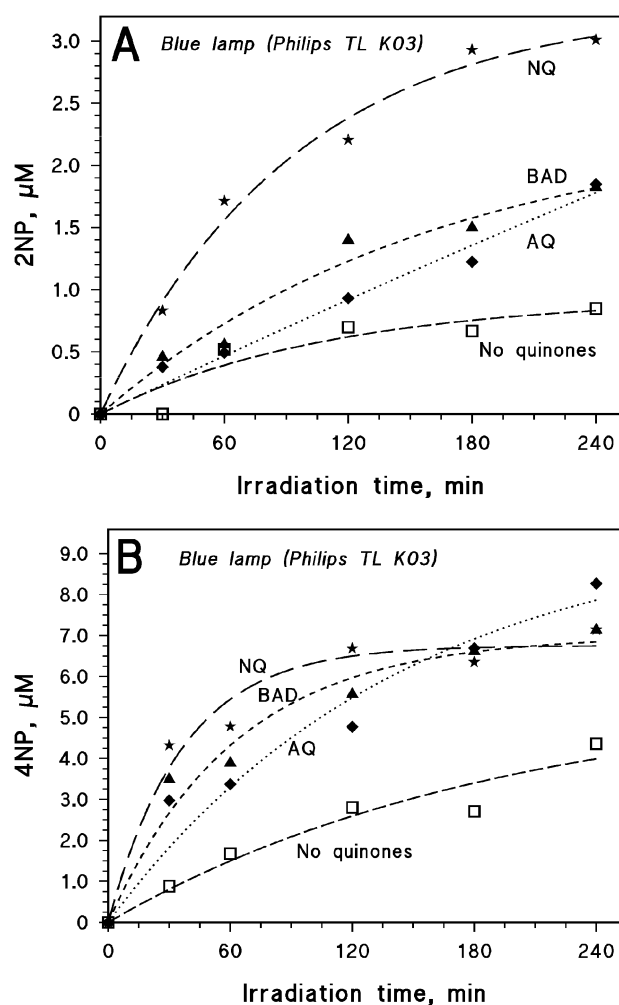 A Blue lamp (Philips TL K03)
3.0
2.5
2.0
1.5
1.0
0.5
0
2NP, μM
NQ
BAD
AQ
No quinones
0 60 120 180 240
Irradiation time, min
B Blue lamp (Philips TL K03)
9.0
8.0
7.0
6.0
5.0
4.0
3.0
2.0
1.0
0.0
4NP, μM
NQ
BAD
AQ
No quinones
0 60 120 180 240
Irradiation time, min